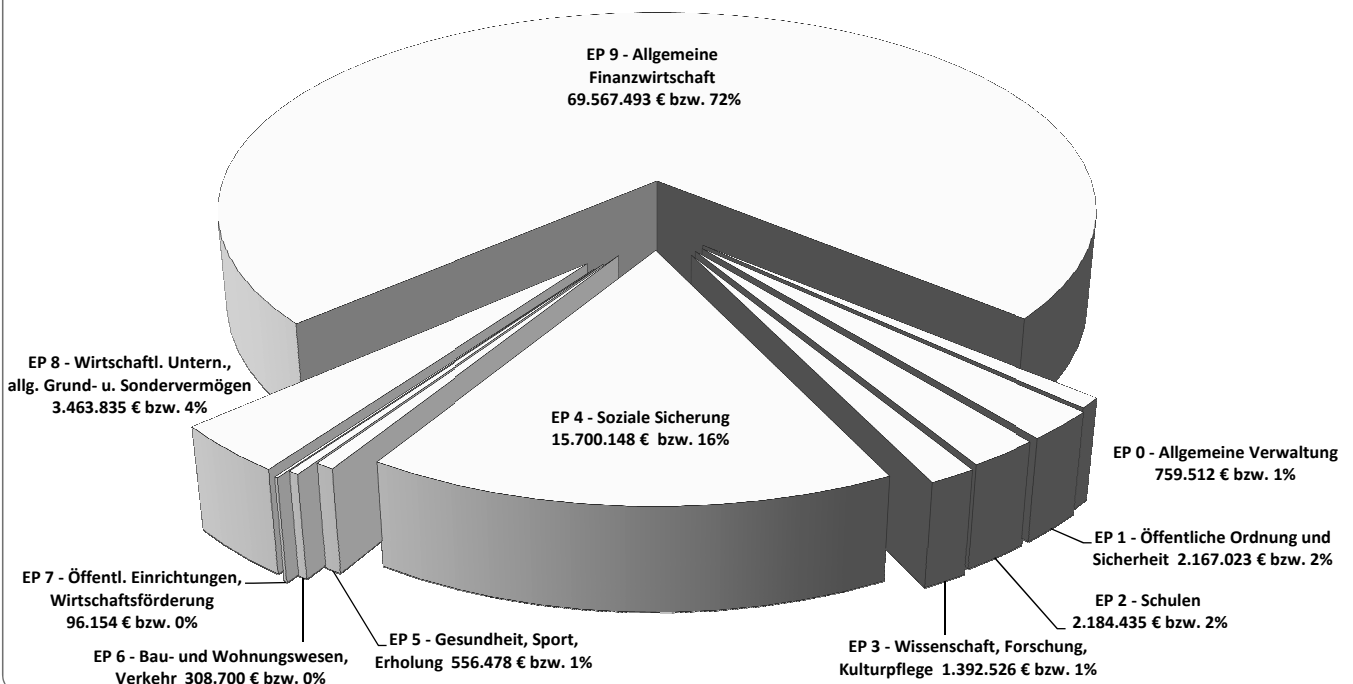 EP 9 - Allgemeine
Finanzwirtschaft
69.567.493 € bzw. 72%
EP 8 - Wirtschaftl. Untern.,
allg. Grund- u. Sondervermögen
3.463.835 € bzw. 4%
EP 4 - Soziale Sicherung
15.700.148 € bzw. 16%
EP 0 - Allgemeine Verwaltung
759.512 € bzw. 1%
EP 1 - Öffentliche Ordnung und
Sicherheit 2.167.023 € bzw. 2%
EP 7 - Öffentl. Einrichtungen,
Wirtschaftsförderung
96.154 € bzw. 0%
EP 2 - Schulen
2.184.435 € bzw. 2%
EP 5 - Gesundheit, Sport,
Erholung 556.478 € bzw. 1%
EP 3 - Wissenschaft, Forschung,
Kulturpflege 1.392.526 € bzw. 1%
EP 6 - Bau- und Wohnungswesen,
Verkehr 308.700 € bzw. 0%